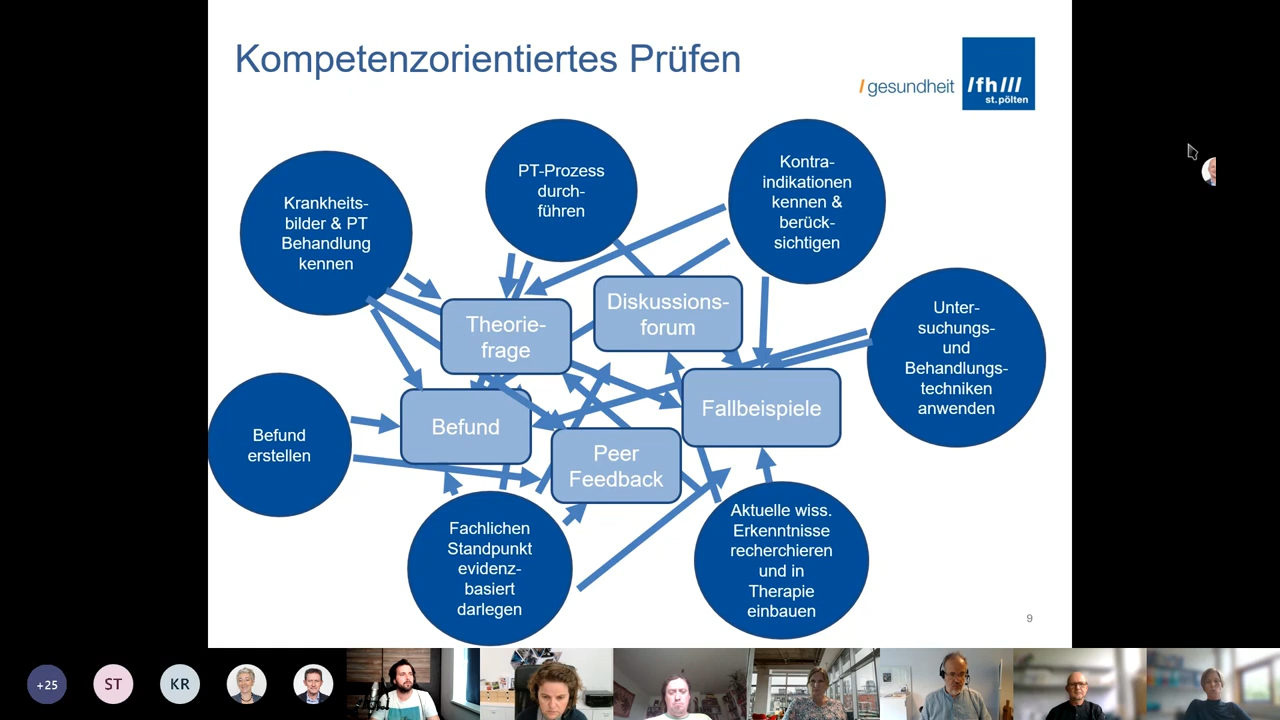 Kompetenzorientiertes Prüfen
/ gesundheit
/fh///
st.pölten
Krankheits-
bilder & PT
Behandlung
kennen
PT-Prozess
durch-
führen
Kontra-
indikationen
kennen &
berück-
sichtigen
Theorie-
frage
Diskussions-
forum
Unter-
suchungs-
und
Behandlungs-
techniken
anwenden
Befund
erstellen
Befund
Peer
Feedback
Fallbeispiele
Fachlichen
Standpunkt
evidenz-
basiert
darlegen
Aktuelle wiss.
Erkenntnisse
recherchieren
und in
Therapie
einbauen
9
+25
ST
KR